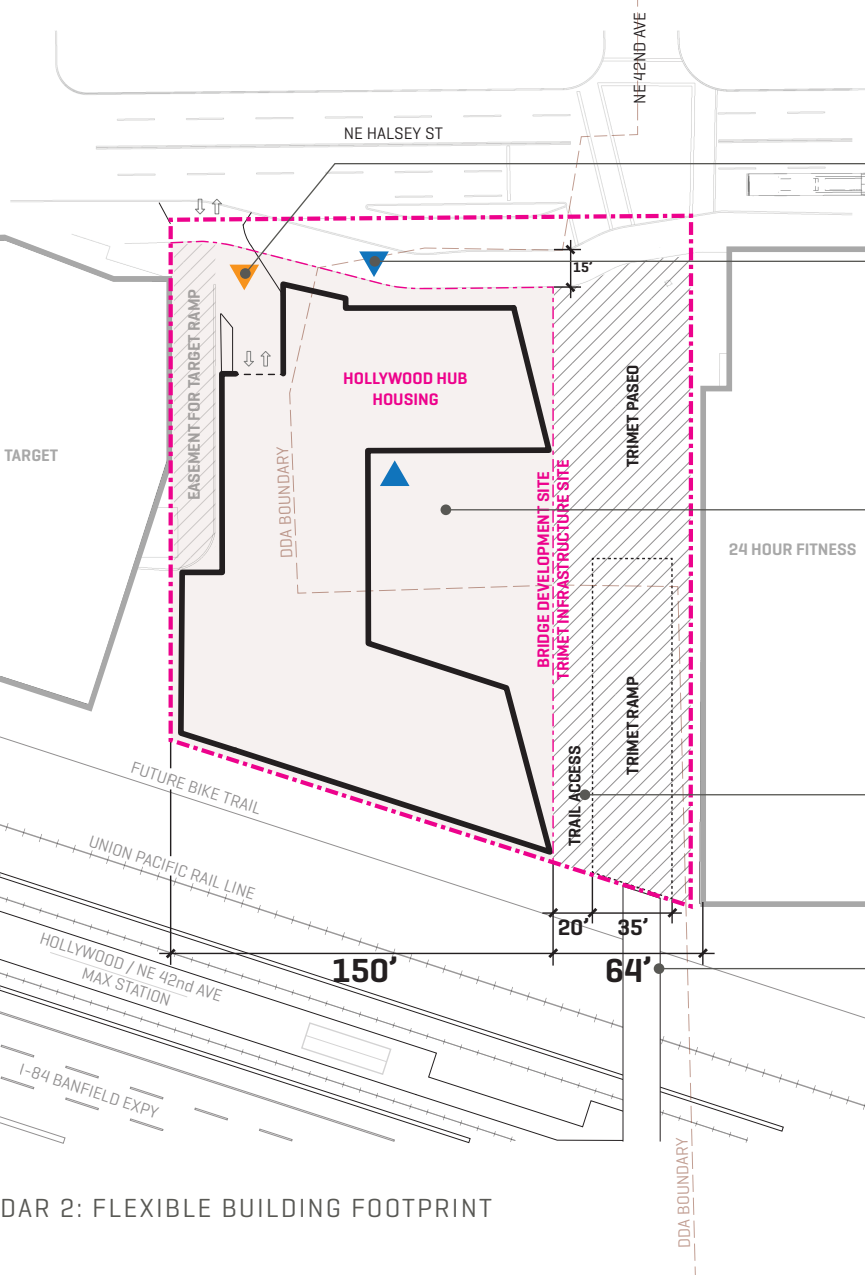 NE 42ND AVE
NE HALSEY ST
15'
EASEMENT FOR TARGET RAMP
HOLLYWOOD HUB
HOUSING
TRIMET PASEO
TARGET
DDA BOUNDARY
BRIDGE DEVELOPMENT SITE
TRIMET INFRASTRUCTURE SITE
24 HOUR FITNESS
TRIMET RAMP
TRAIL ACCESS
FUTURE BIKE TRAIL
UNION PACIFIC RAIL LINE
20'
35'
HOLLYWOOD / NE 42nd AVE
MAX STATION
150'
64'
I-84 BANFIELD EXPY
DDA BOUNDARY
DAR 2: FLEXIBLE BUILDING FOOTPRINT